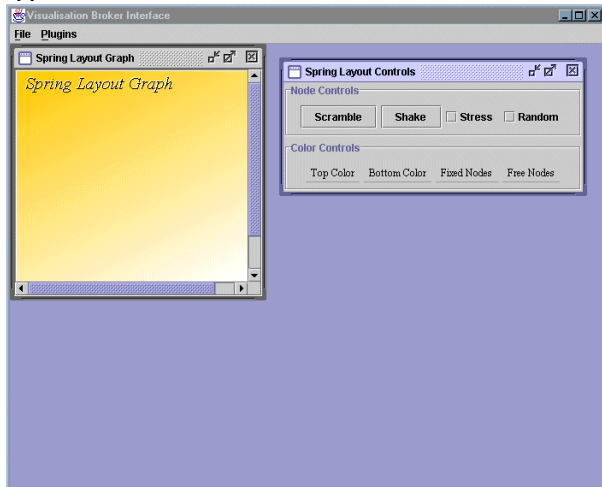 Visualisation Broker Interface
File Plugins
Spring Layout Graph
Spring Layout Graph
Spring Layout Controls
Node Controls
Scramble Shake Stress Random
Color Controls
Top Color Bottom Color Fixed Nodes Free Nodes